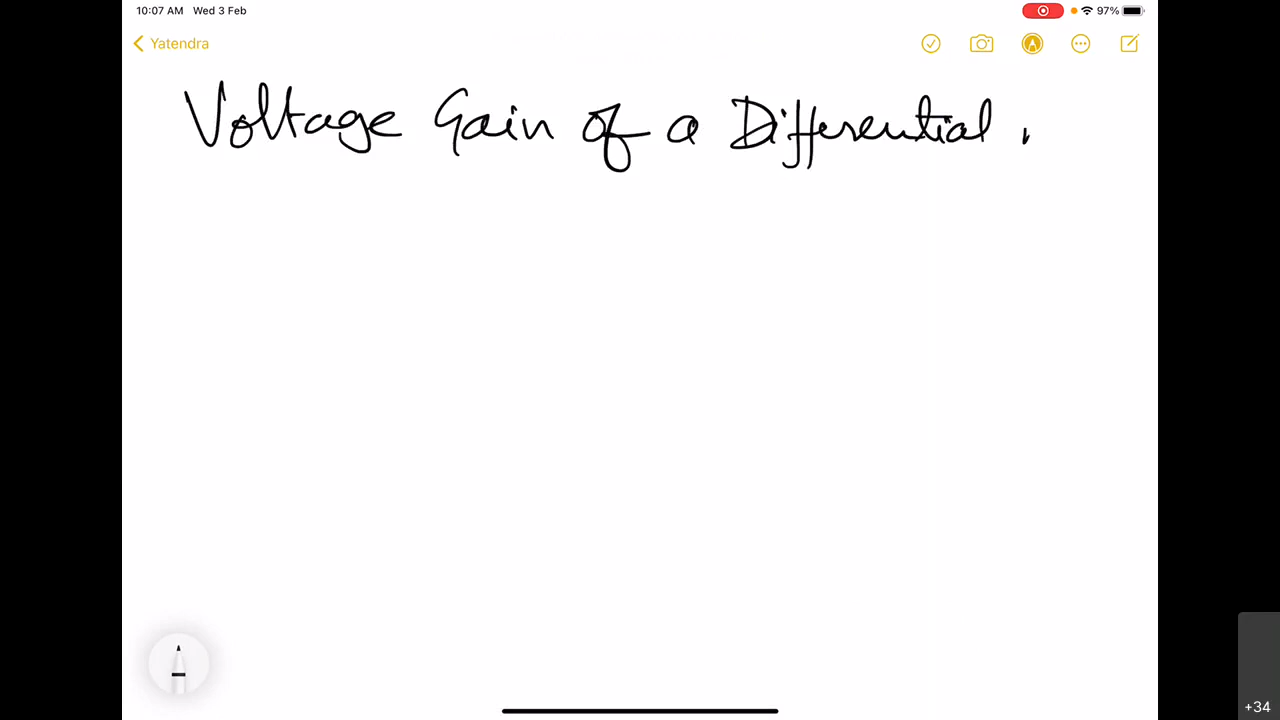 10:07 AM Wed 3 Feb 97%
Yatendra
Voltage Gain of a Differential
+34